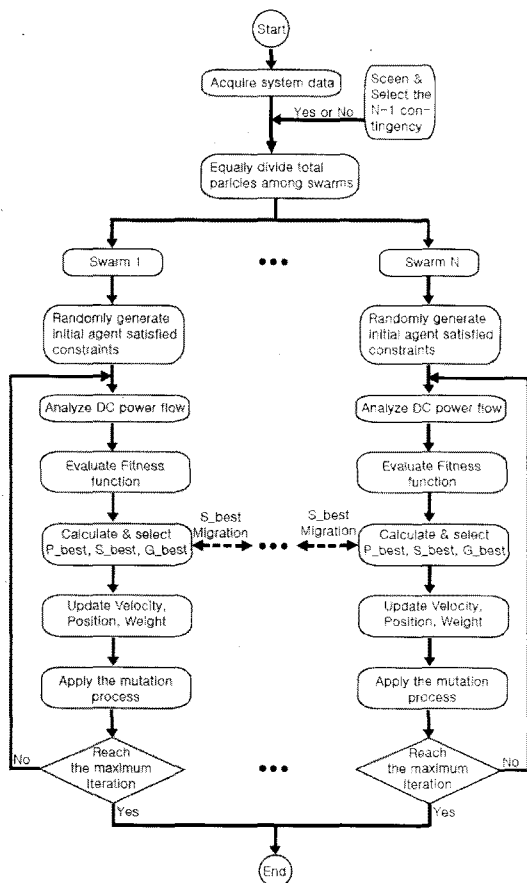 Start
Acquire system data
Sceen &
Select the
N-1 con-
tingency
Yes or No
Equally divide total
paricies among swarms
Swarm 1
Swarm N
Randomly generate
initial agent satisfied
constraints
Randomly generate
initial agent satisfied
constraints
Analyze DC power flow
Analyze DC power flow
Evaluate Fitness
function
Evaluate Fitness
function
Calculate & select
P_best, S_best, G_best
S_best
Migration
S_best
Migration
Calculate & select
P_best, S_best, G_best
Update Velocity,
Position, Weight
Update Velocity,
Position, Weight
Apply the mutation
process
Apply the mutation
process
No
Reach
the maximum
iteration
Reach
the maximum
iteration
No
Yes
Yes
End